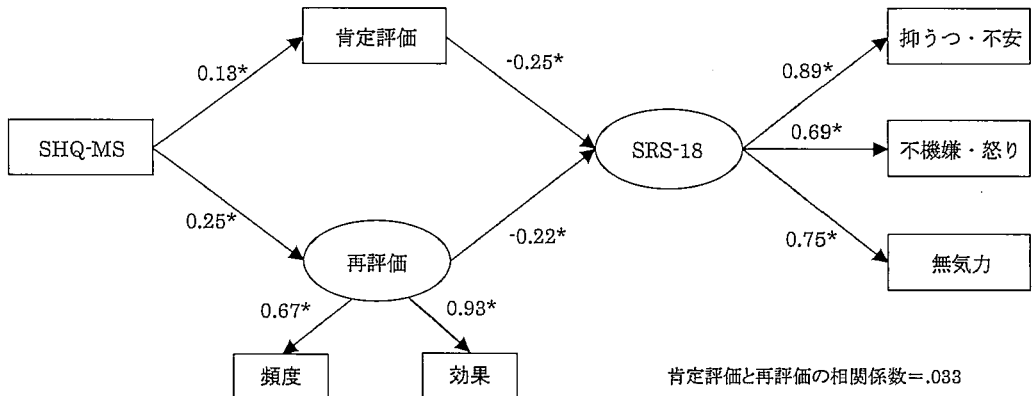 肯定評価
抑うつ・不安
0.13*
-0.25*
0.89*
SHQ-MS
SRS-18
0.69*
不機嫌・怒り
0.25*
-0.22*
0.75*
再評価
無気力
0.67*
0.93*
頻度
効果
肯定評価と再評価の相関係数=.033